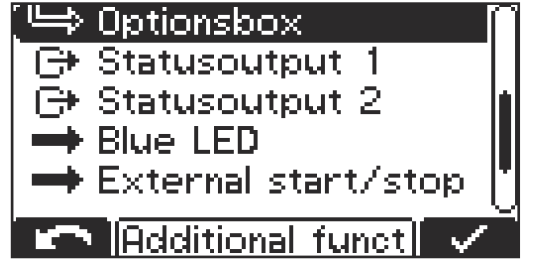 Optionsbox
Statusoutput 1
Statusoutput 2
Blue LED
External start/stop
Additional funct